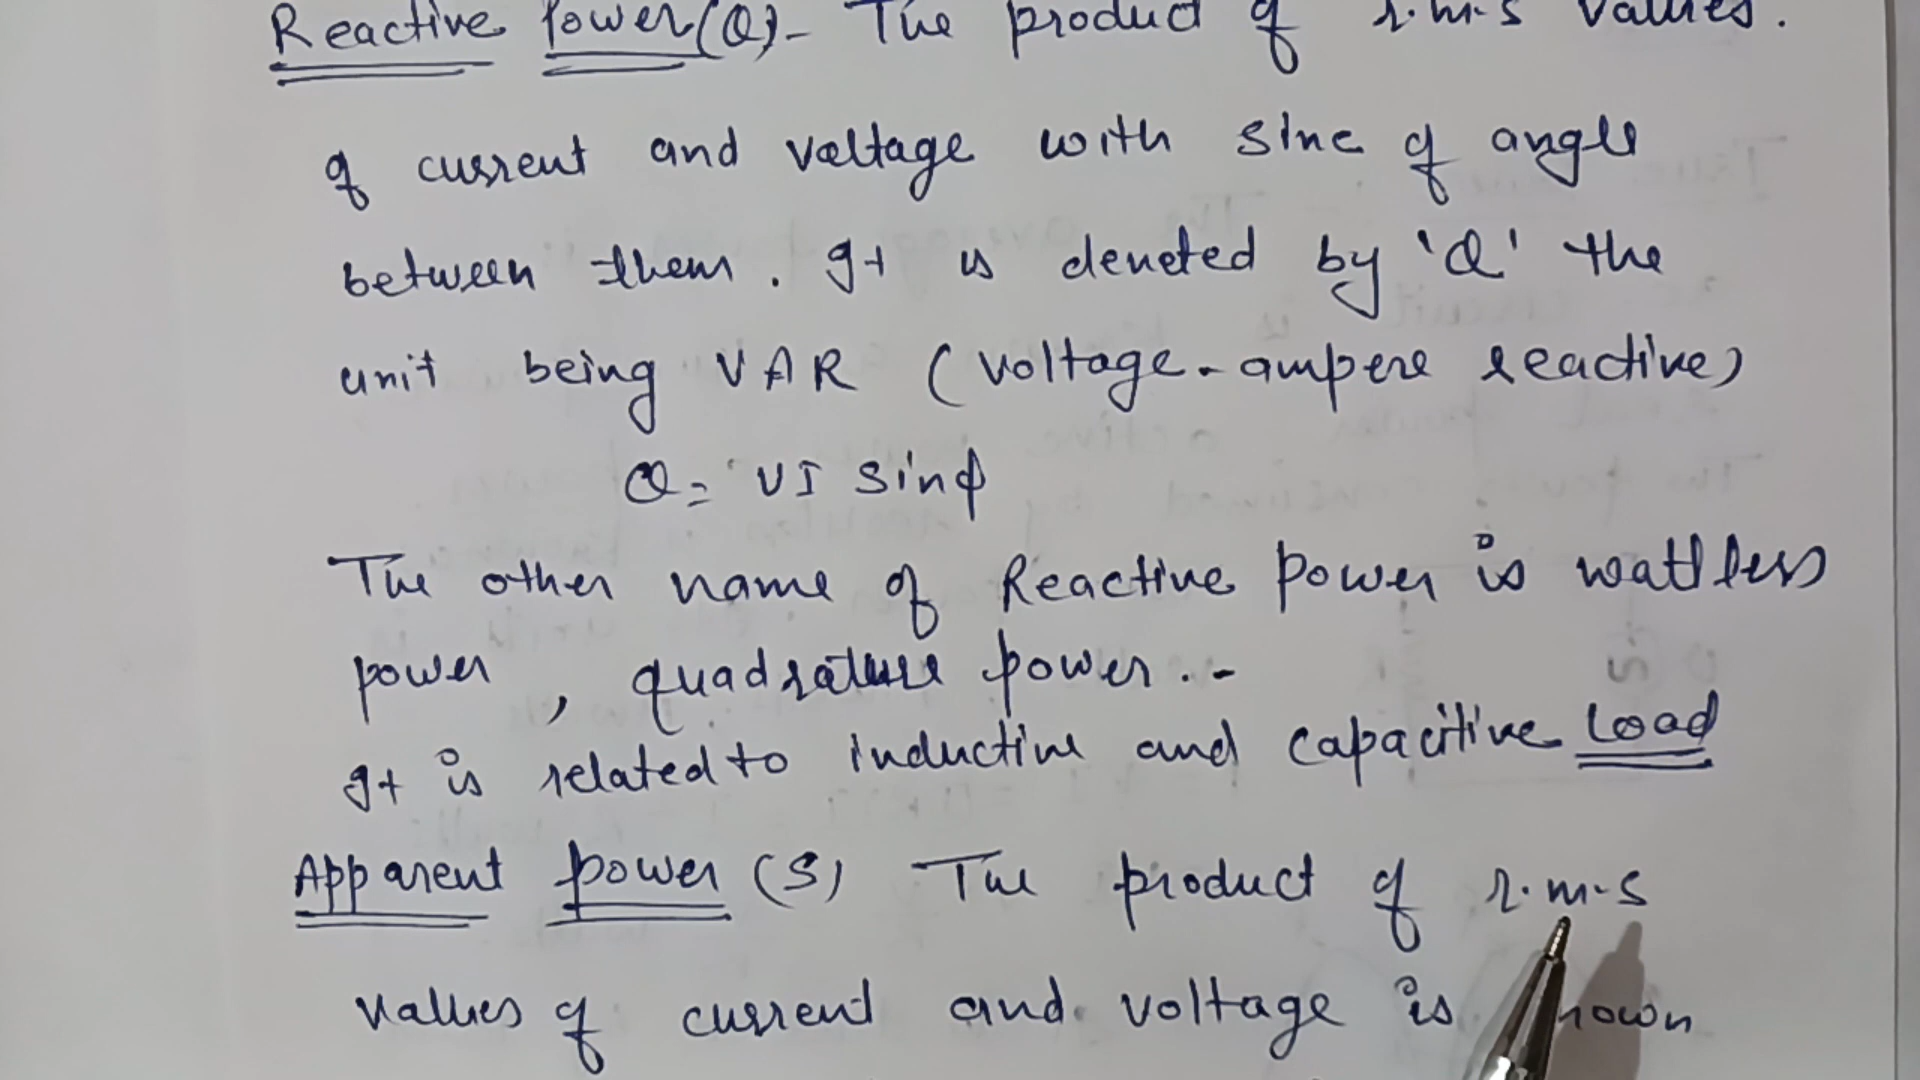 Reactive Power (Q)- The product of r.m.s values.
of current and voltage with sine of angle
between them. It is denoted by 'Q' the
unit being VAR (Voltage-ampere reactive)
Q = VI sinϕ
The other name of Reactive Power is wattless
power, quadrature power..-
It is related to inductive and capacitive Load
Apparent power (S) The product of r.m.s
values of current and voltage is